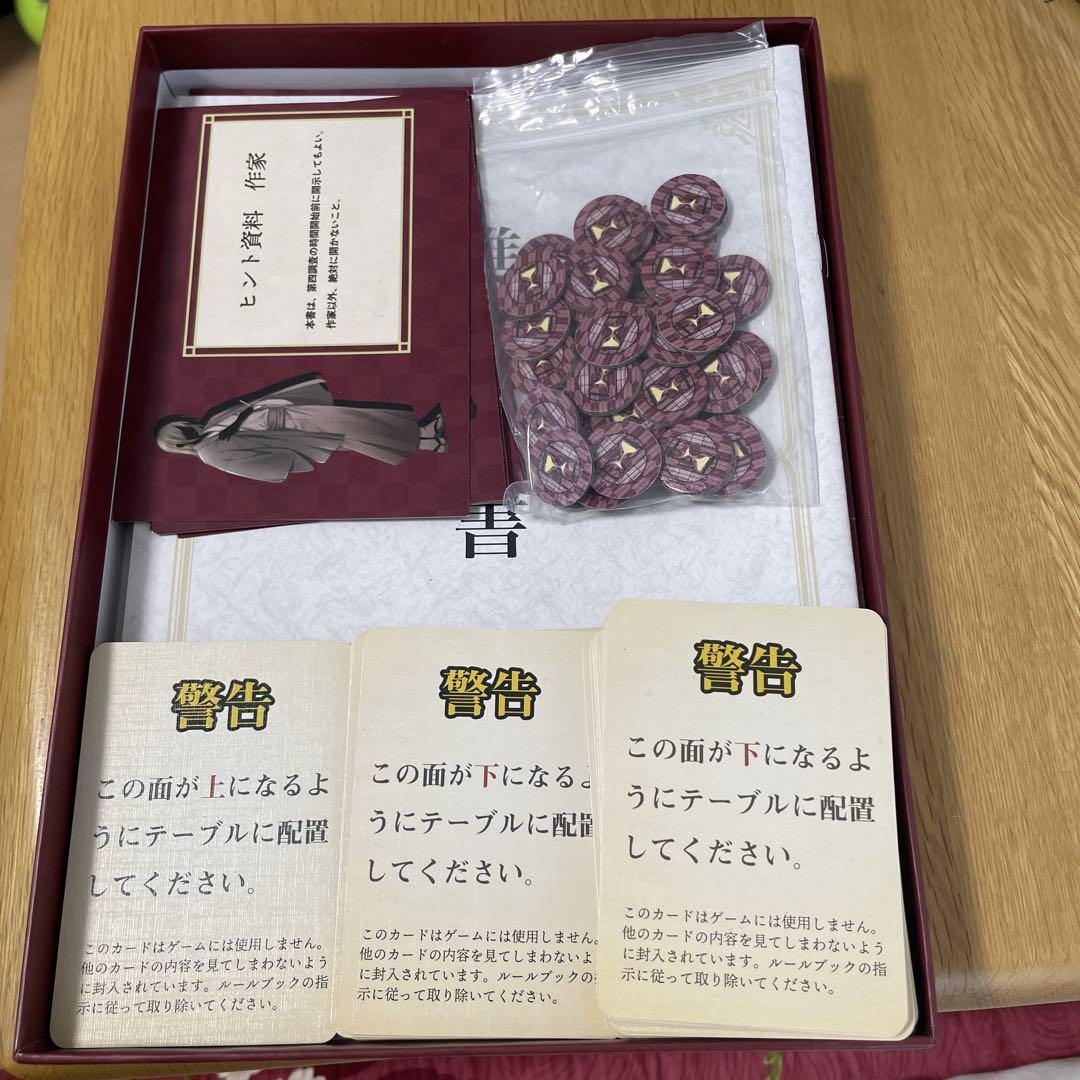 ヒント資料 作家
本書は、第四調査の時間開始前に開示してもよい。
作家以外、絶対に開かないこと。
書
警告
この面が上になるよ
うにテーブルに配置
してください。
このカードはゲームには使用しません。
他のカードの内容を見てしまわないよう
に封入されています。ルールブックの指
示に従って取り除いてください。
警告
この面が下になるよ
うにテーブルに配置
してください。
このカードはゲームには使用しません。
他のカードの内容を見てしまわないよう
に封入されています。ルールブックの指
示に従って取り除いてください。
警告
この面が下になるよ
うにテーブルに配置
してください。
このカードはゲームには使用しません。
他のカードの内容を見てしまわないよう
に封入されています。ルールブックの指
示に従って取り除いてください。